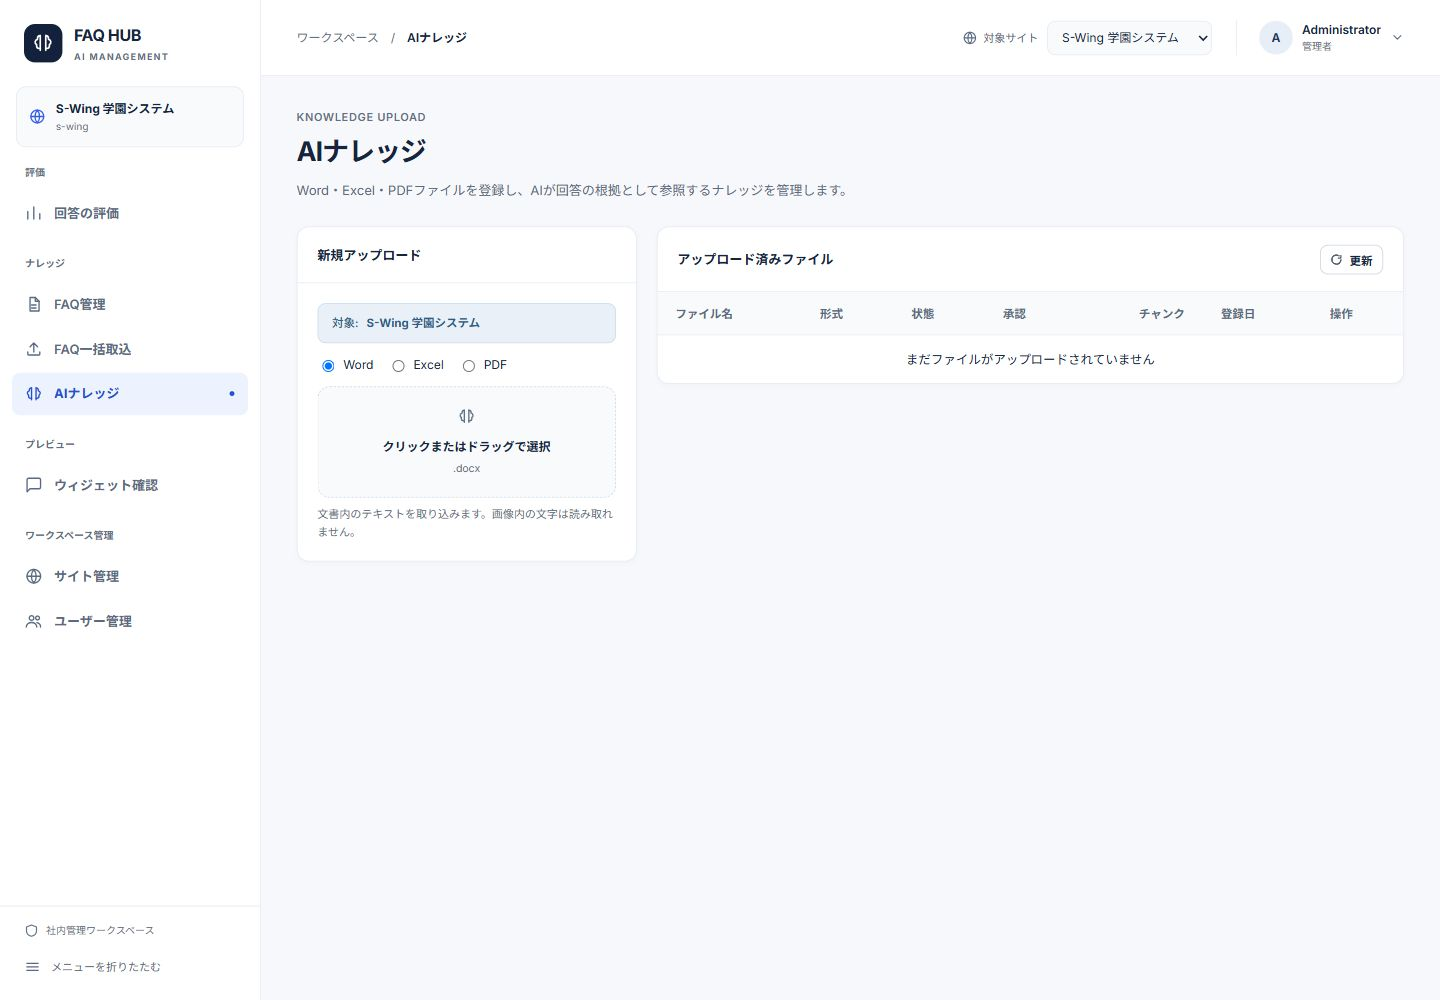 FAQ HUB
AI MANAGEMENT
S-Wing 学園システム
s-wing
評価
回答の評価
ナレッジ
FAQ管理
FAQ一括取込
AIナレッジ
プレビュー
ウィジェット確認
ワークスペース管理
サイト管理
ユーザー管理
社内管理ワークスペース
メニューを折りたたむ
ワークスペース / AIナレッジ
対象サイト S-Wing 学園システム
A
Administrator
管理者
KNOWLEDGE UPLOAD
AIナレッジ
Word・Excel・PDFファイルを登録し、AIが回答の根拠として参照するナレッジを管理します。
新規アップロード
対象: S-Wing 学園システム
Word Excel PDF
クリックまたはドラッグで選択
.docx
文書内のテキストを取り込みます。画像内の文字は読み取れ
ません。
アップロード済みファイル
更新
ファイル名 形式 状態 承認 チャンク 登録日 操作
まだファイルがアップロードされていません